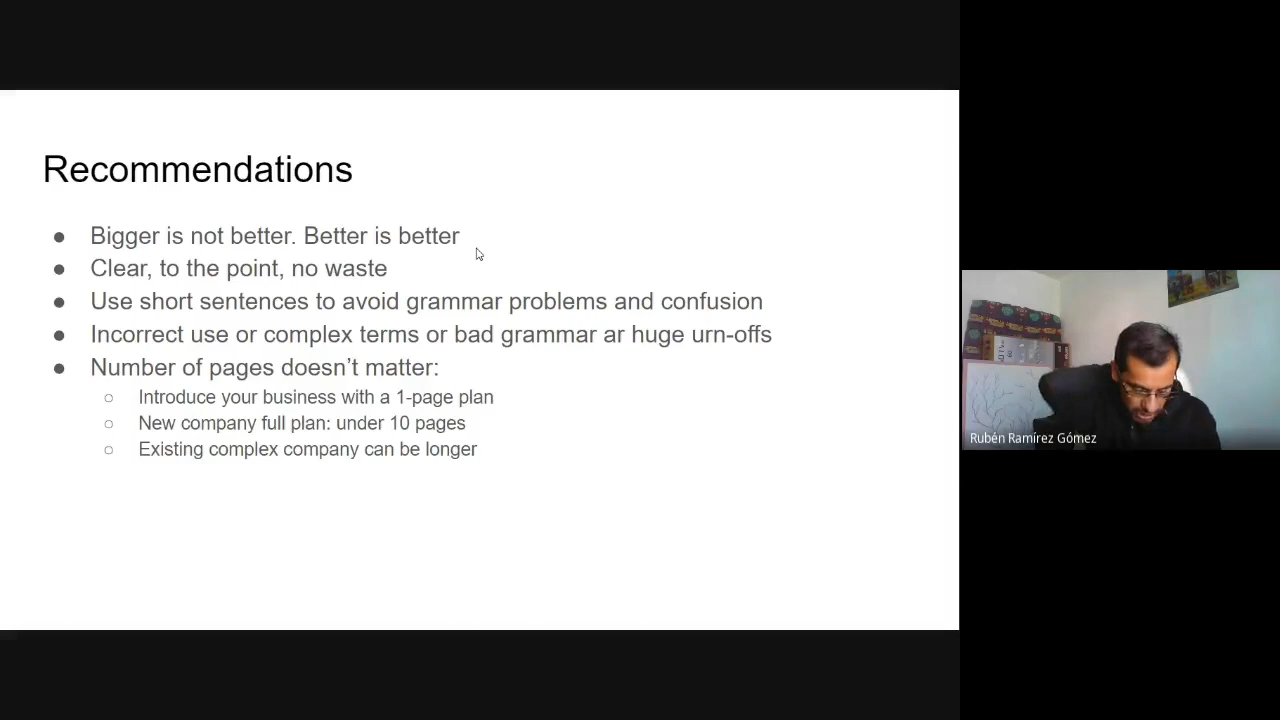 Recommendations
● Bigger is not better. Better is better
● Clear, to the point, no waste
● Use short sentences to avoid grammar problems and confusion
● Incorrect use or complex terms or bad grammar ar huge urn-offs
● Number of pages doesn’t matter:
○ Introduce your business with a 1-page plan
○ New company full plan: under 10 pages
○ Existing complex company can be longer
Rubén Ramírez Gómez